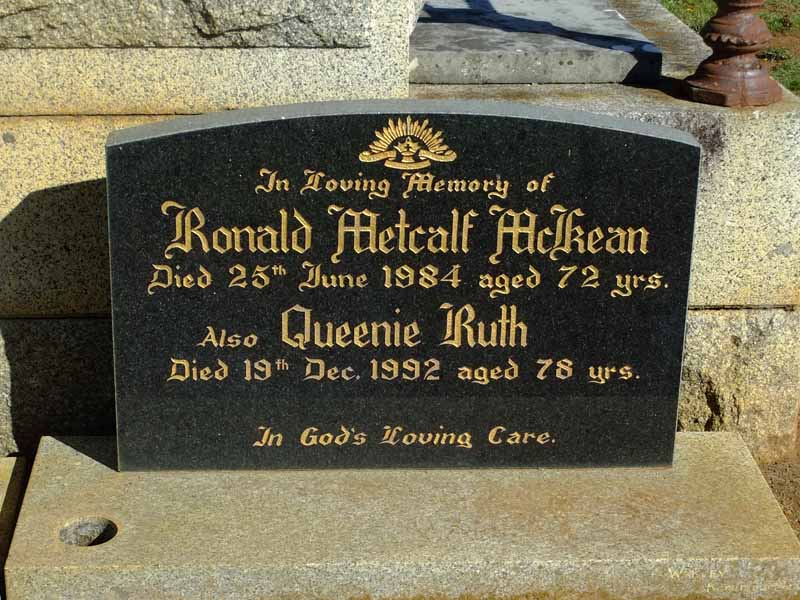 In Loving Memory of
Ronald Metcalf McKean
Died 25th June 1984 aged 72 yrs.
Also Queenie Ruth
Died 19th Dec. 1992 aged 78 yrs.
In God's Loving Care.